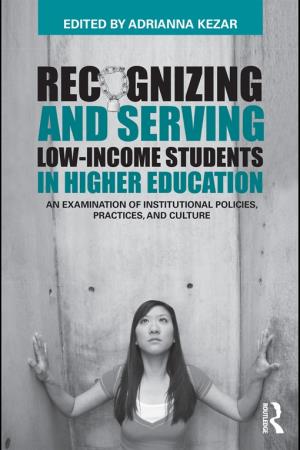 EDITED BY ADRIANNA KEZAR
RECOGNIZING
AND SERVING
LOW-INCOME STUDENTS
IN HIGHER EDUCATION
AN EXAMINATION OF INSTITUTIONAL POLICIES,
PRACTICES, AND CULTURE
R
ROUTLEDGE